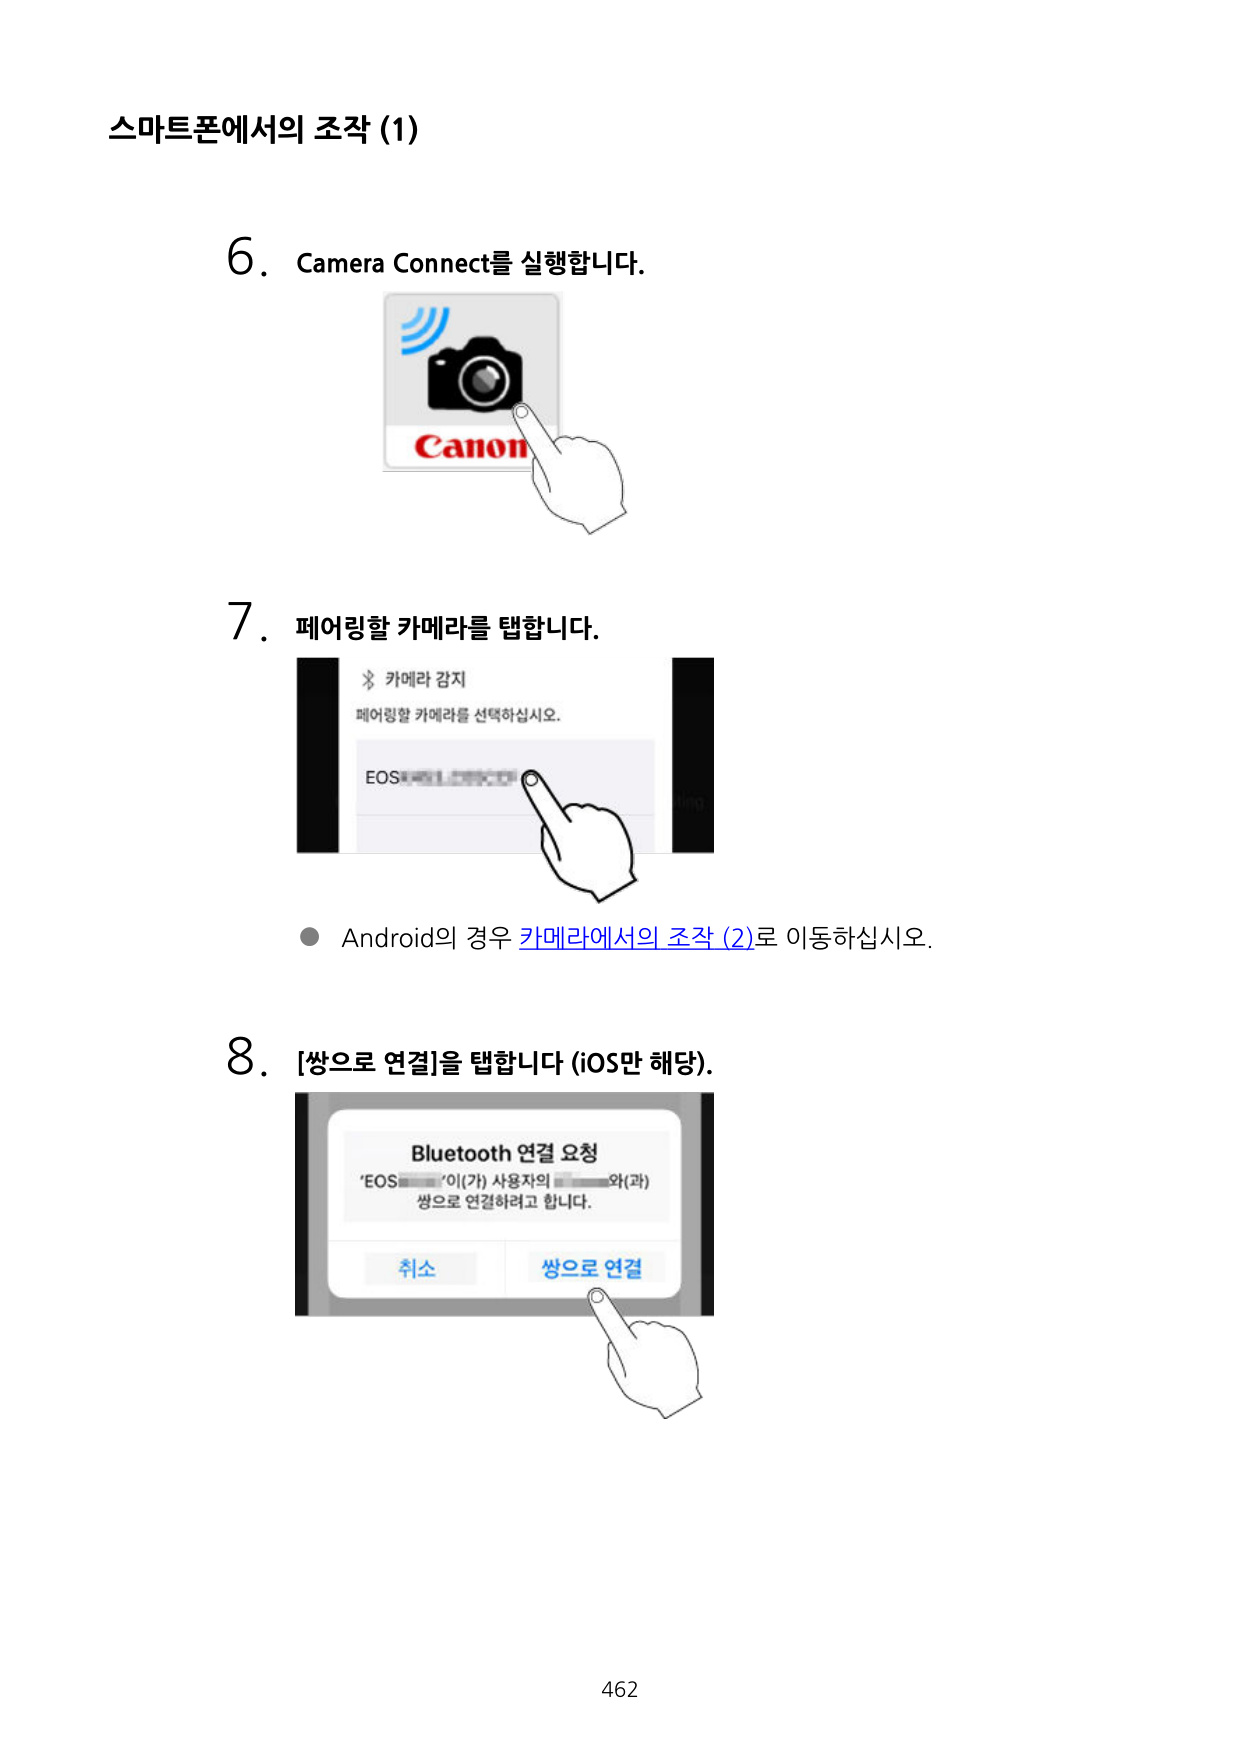 스마트폰에서의 조작 (1)
6. Camera Connect를 실행합니다.
Canon
7. 페어링할 카메라를 탭합니다.
카메라 감지
페어링할 카메라를 선택하십시오.
EOS
● Android의 경우 카메라에서의 조작 (2)로 이동하십시오.
8. [쌍으로 연결]을 탭합니다 (iOS만 해당).
Bluetooth 연결 요청
‘EOS ’이(가) 사용자의 와(과)
쌍으로 연결하려고 합니다.
취소 쌍으로 연결
462